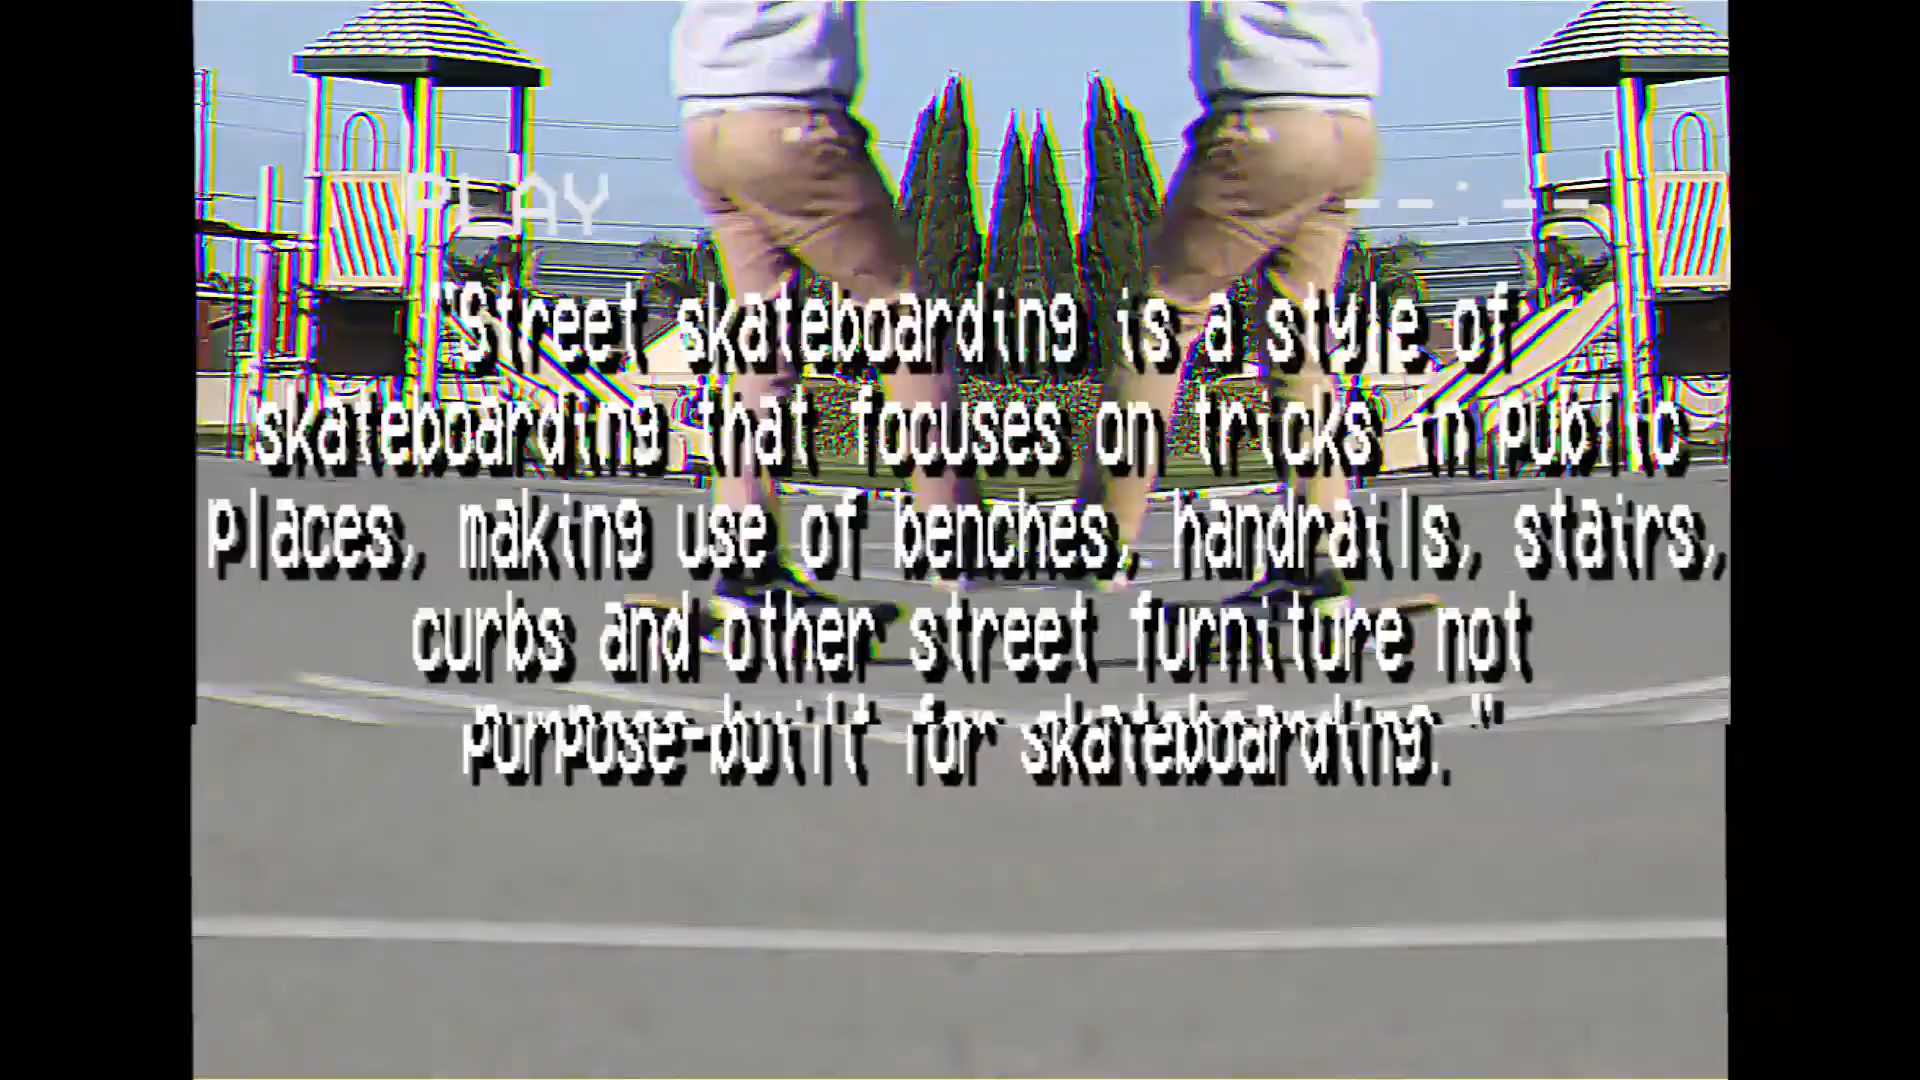 PLAY --:--
"Street skateboarding is a style of
skateboarding that focuses on tricks in public
places, making use of benches, handrails, stairs,
curbs and other street furniture not
purpose-built for skateboarding."